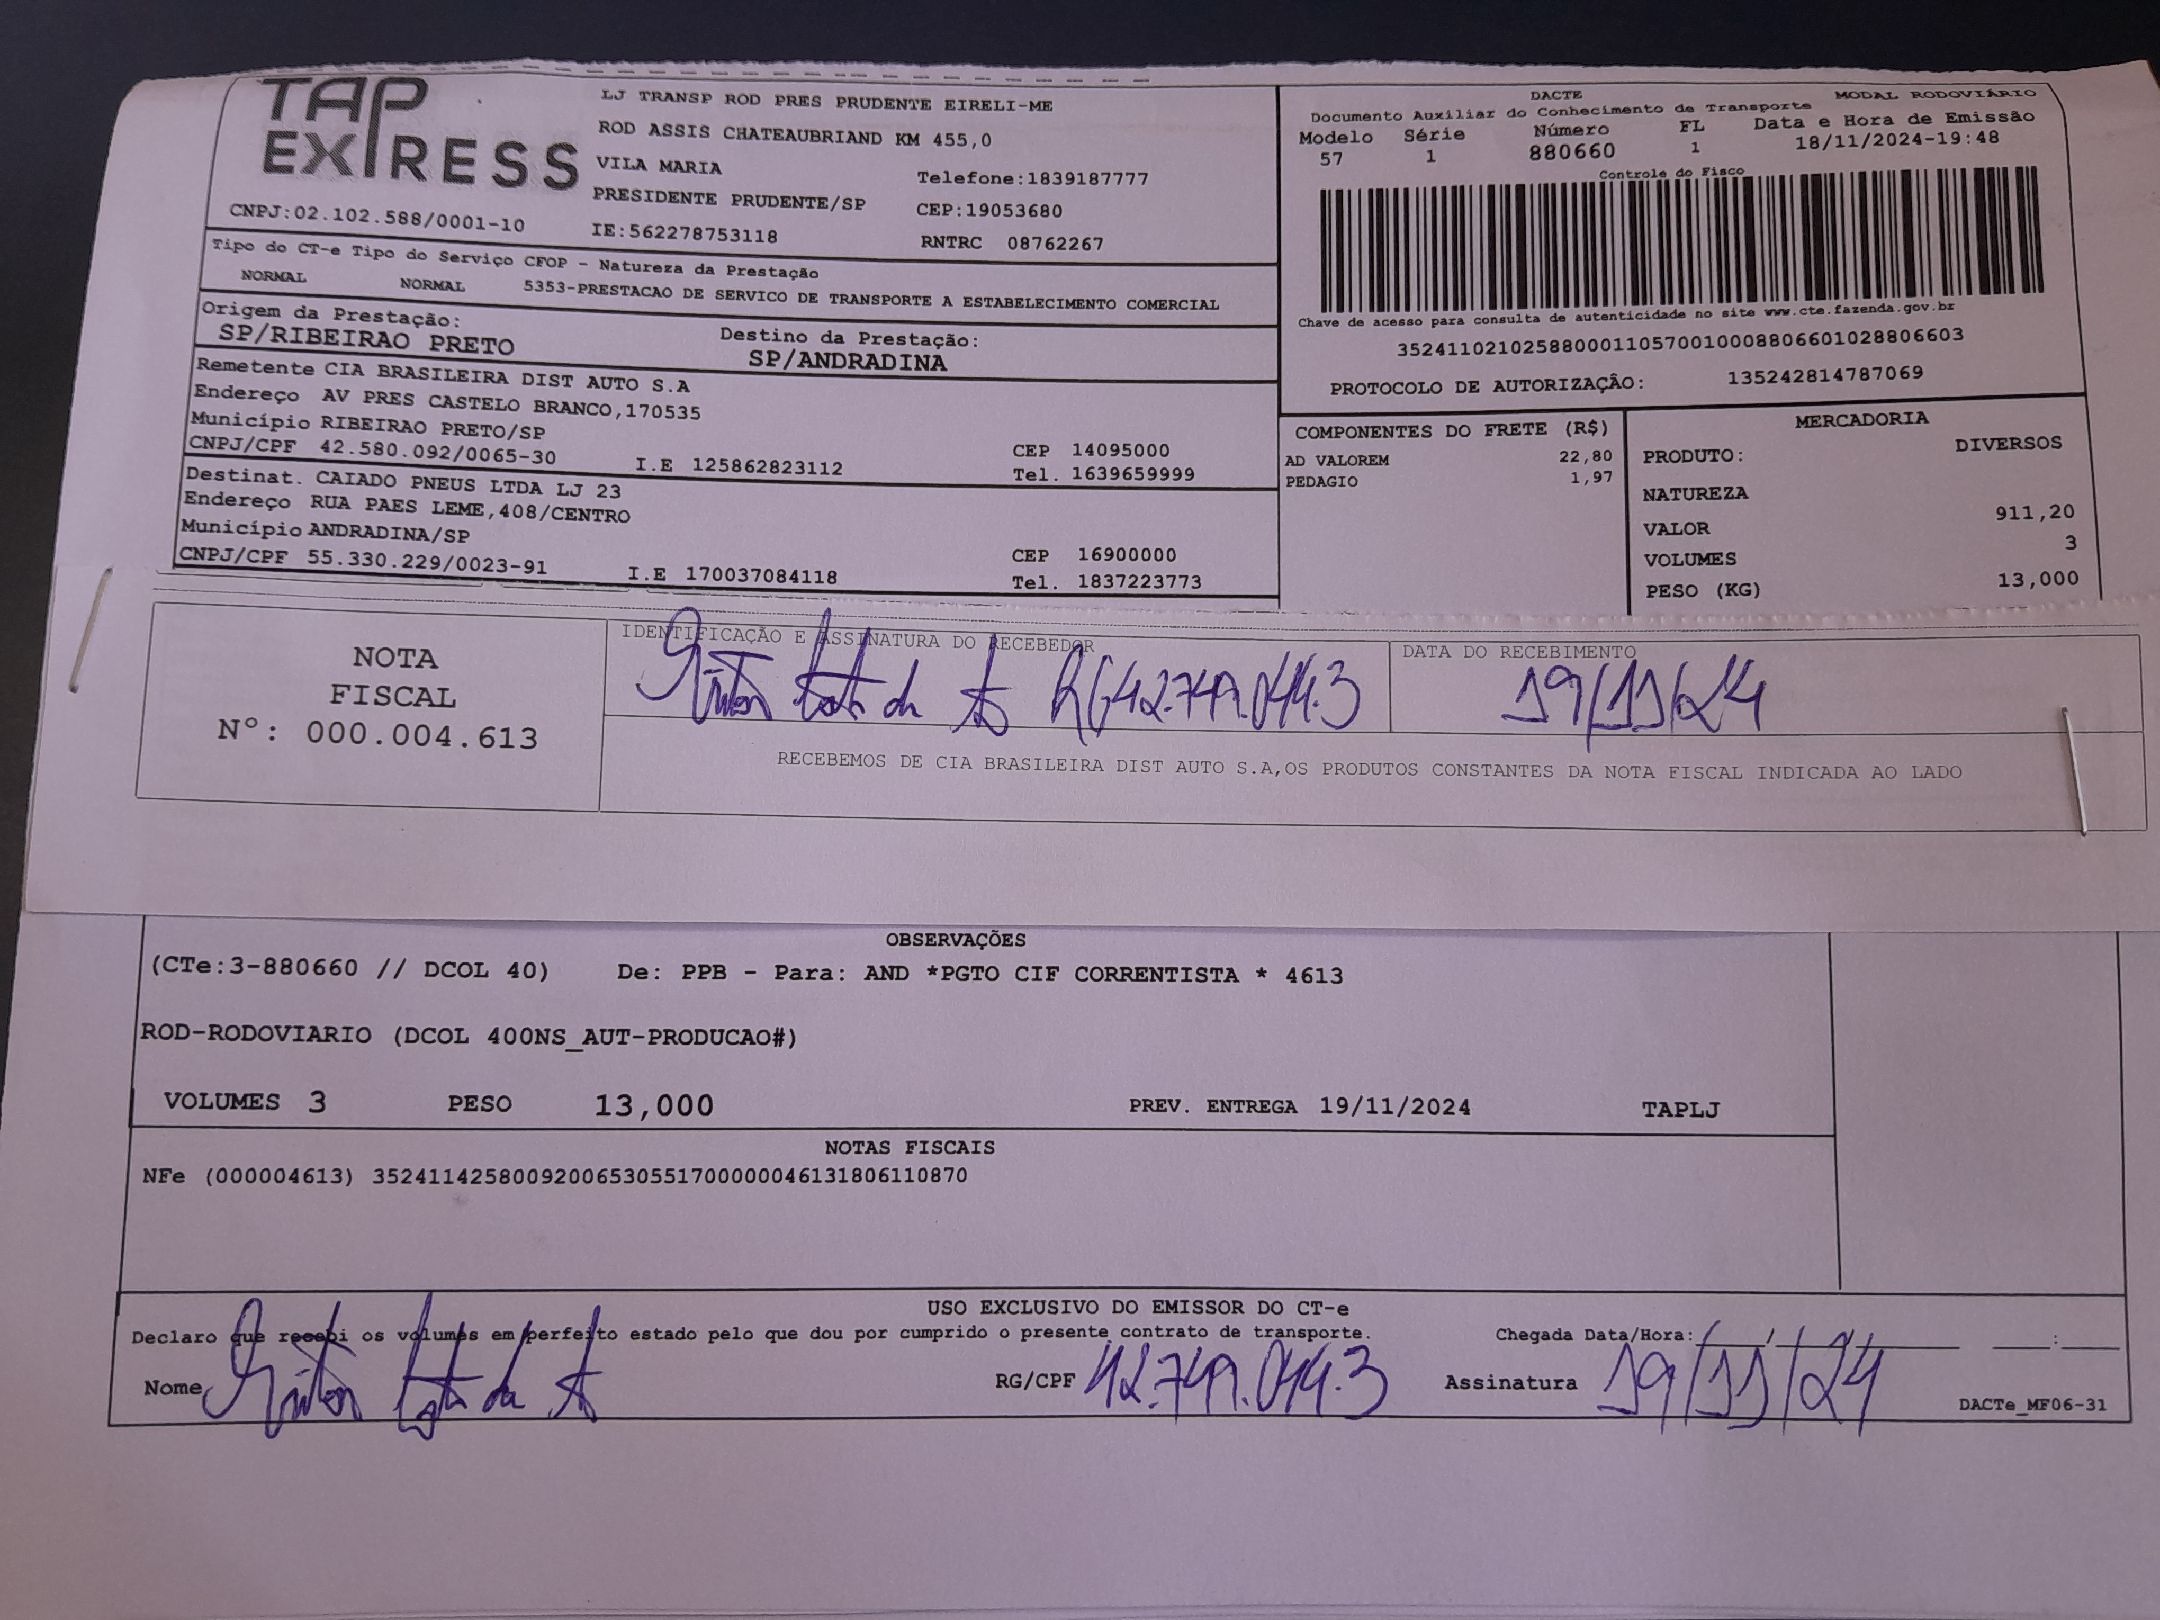 TAP EXPRESS
LJ TRANSP ROD PRES PRUDENTE EIRELI-ME
ROD ASSIS CHATEAUBRIAND KM 455,0
VILA MARIA
Telefone:1839187777
PRESIDENTE PRUDENTE/SP
CEP:19053680
CNPJ:02.102.588/0001-10
IE:562278753118
RNTRC 08762267
DACTE
MODAL RODOVIÁRIO
Documento Auxiliar do Conhecimento de Transporte
Modelo Série Número FL Data e Hora de Emissão
57 1 880660 1 18/11/2024-19:48
Controle do Fisco
Chave de acesso para consulta de autenticidade no site www.cte.fazenda.gov.br
35241102102588000110570010008806601028806603
PROTOCOLO DE AUTORIZAÇÃO: 135242814787069
Tipo do CT-e Tipo do Serviço CFOP - Natureza da Prestação
NORMAL NORMAL 5353-PRESTACAO DE SERVICO DE TRANSPORTE A ESTABELECIMENTO COMERCIAL
Origem da Prestação: Destino da Prestação:
SP/RIBEIRAO PRETO SP/ANDRADINA
Remetente CIA BRASILEIRA DIST AUTO S.A
Endereço AV PRES CASTELO BRANCO,170535
Município RIBEIRAO PRETO/SP CEP 14095000
CNPJ/CPF 42.580.092/0065-30 I.E 125862823112 Tel. 1639659999
Destinat. CAIADO PNEUS LTDA LJ 23
Endereço RUA PAES LEME,408/CENTRO
Município ANDRADINA/SP CEP 16900000
CNPJ/CPF 55.330.229/0023-91 I.E 170037084118 Tel. 1837223773
COMPONENTES DO FRETE (R$)
AD VALOREM 22,80
PEDAGIO 1,97
MERCADORIA
PRODUTO: DIVERSOS
NATUREZA
VALOR 911,20
VOLUMES 3
PESO (KG) 13,000
NOTA
FISCAL
Nº: 000.004.613
IDENTIFICAÇÃO E ASSINATURA DO RECEBEDOR
RG42.749.044.3
DATA DO RECEBIMENTO
19/11/24
RECEBEMOS DE CIA BRASILEIRA DIST AUTO S.A,OS PRODUTOS CONSTANTES DA NOTA FISCAL INDICADA AO LADO
OBSERVAÇÕES
(CTe:3-880660 // DCOL 40) De: PPB - Para: AND *PGTO CIF CORRENTISTA * 4613
ROD-RODOVIARIO (DCOL 400NS_AUT-PRODUCAO#)
VOLUMES 3 PESO 13,000 PREV. ENTREGA 19/11/2024 TAPLJ
NOTAS FISCAIS
NFe (000004613) 35241142580092006530551700000046131806110870
USO EXCLUSIVO DO EMISSOR DO CT-e
Declaro que recebi os volumes em perfeito estado pelo que dou por cumprido o presente contrato de transporte. Chegada Data/Hora:
Nome RG/CPF 42.749.044.3 Assinatura 19/11/24
DACTe_MF06-31